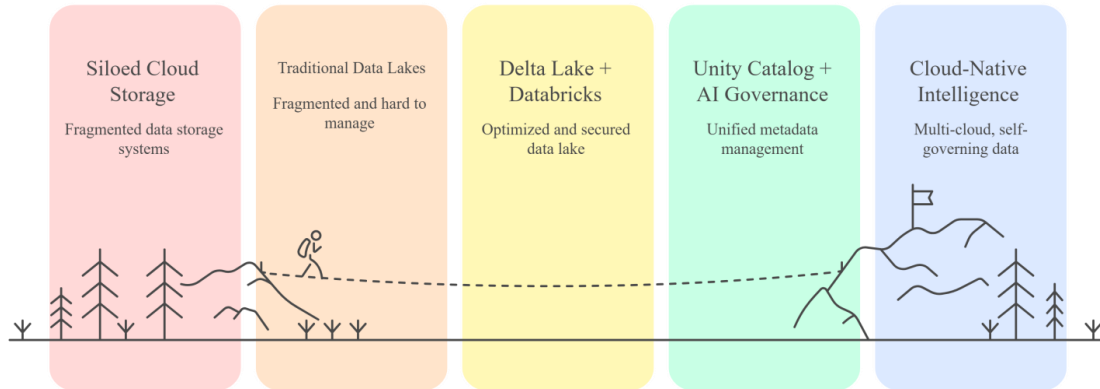 Siloed Cloud
Storage
Fragmented data storage
systems
Traditional Data Lakes
Fragmented and hard to
manage
Delta Lake +
Databricks
Optimized and secured
data lake
Unity Catalog +
AI Governance
Unified metadata
management
Cloud-Native
Intelligence
Multi-cloud, self-
governing data